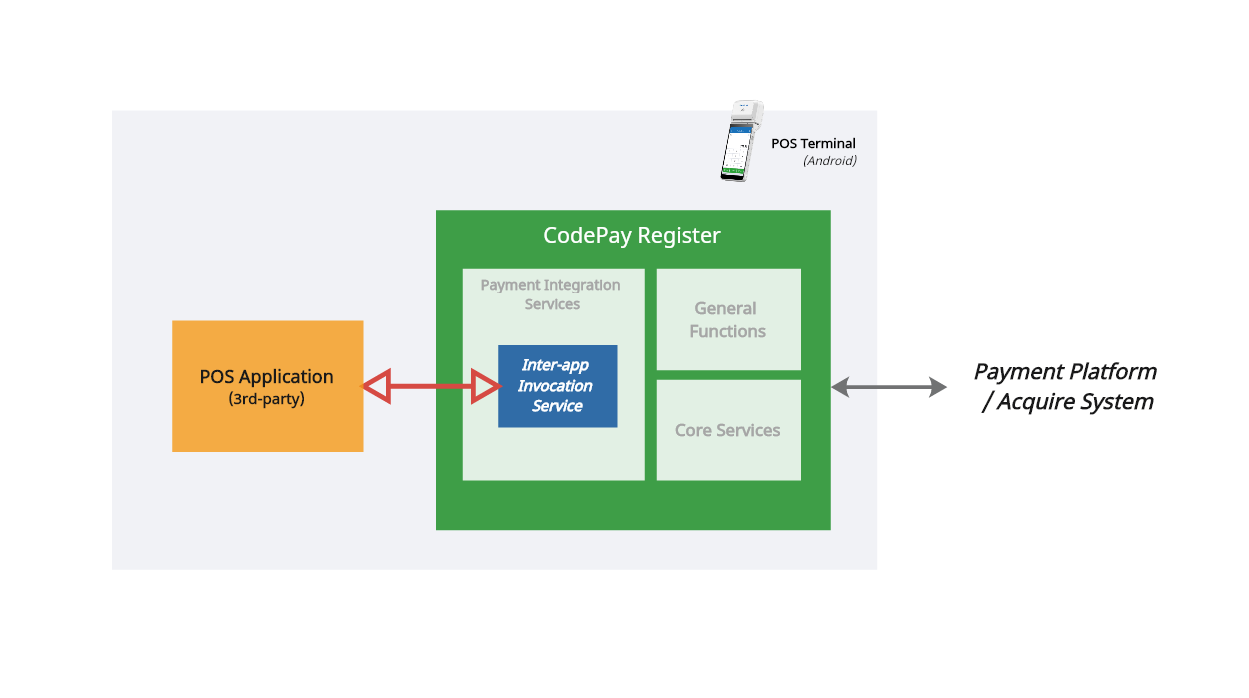 POS Terminal
(Android)
CodePay Register
Payment Integration
Services
General
Functions
Inter-app
Invocation
Service
Core Services
POS Application
(3rd-party)
Payment Platform
/ Acquire System